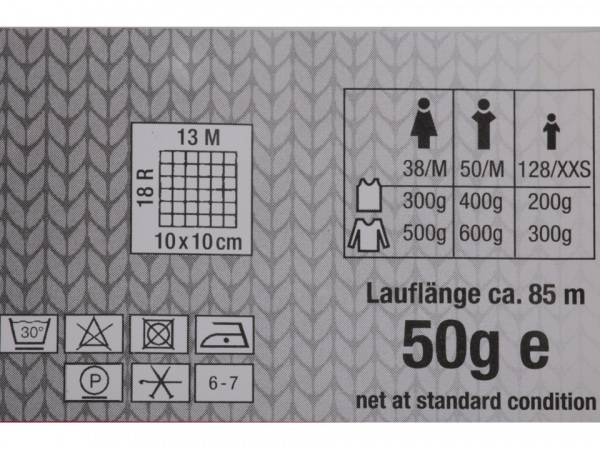 13 M
18 R
10 x 10 cm
38/M 50/M 128/XXS
300g 400g 200g
500g 600g 300g
Lauflänge ca. 85 m
50g e
net at standard condition
30°
P
6 - 7